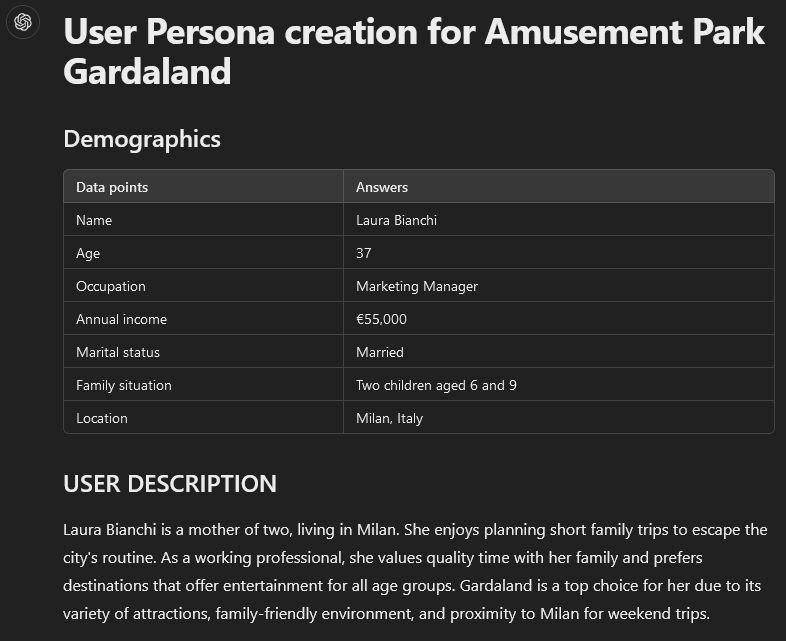 User Persona creation for Amusement Park
Gardaland
Demographics
Data points Answers
Name Laura Bianchi
Age 37
Occupation Marketing Manager
Annual income €55,000
Marital status Married
Family situation Two children aged 6 and 9
Location Milan, Italy
USER DESCRIPTION
Laura Bianchi is a mother of two, living in Milan. She enjoys planning short family trips to escape the
city's routine. As a working professional, she values quality time with her family and prefers
destinations that offer entertainment for all age groups. Gardaland is a top choice for her due to its
variety of attractions, family-friendly environment, and proximity to Milan for weekend trips.